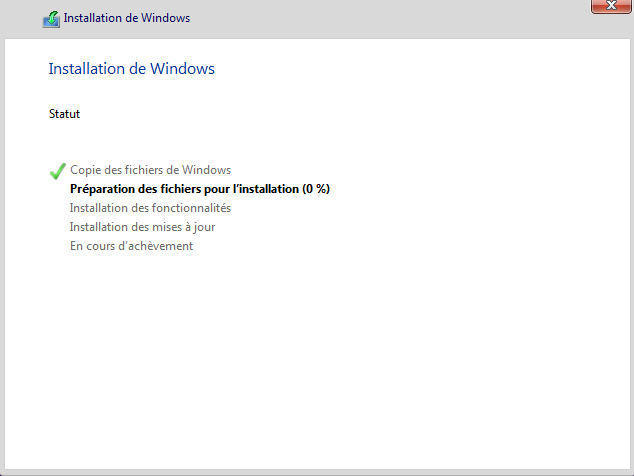 Installation de Windows
Installation de Windows
Statut
Copie des fichiers de Windows
Préparation des fichiers pour l'installation (0 %)
Installation des fonctionnalités
Installation des mises à jour
En cours d'achèvement